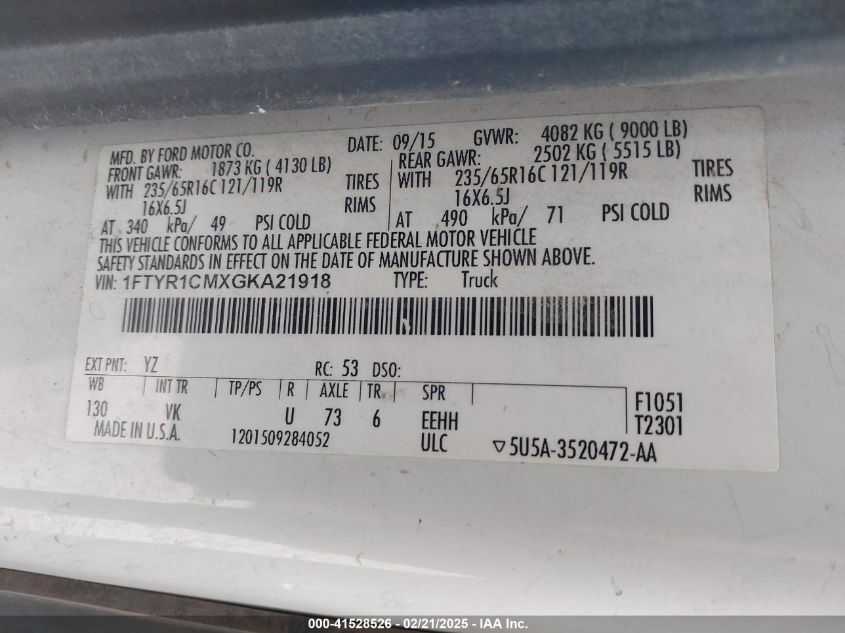 MFD. BY FORD MOTOR CO. DATE: 09/15 GVWR: 4082 KG ( 9000 LB)
FRONT GAWR: 1873 KG ( 4130 LB) REAR GAWR: 2502 KG ( 5515 LB)
WITH 235/65R16C 121/119R TIRES WITH 235/65R16C 121/119R TIRES
16X6.5J RIMS 16X6.5J RIMS
AT 340 kPa/ 49 PSI COLD AT 490 kPa/ 71 PSI COLD
THIS VEHICLE CONFORMS TO ALL APPLICABLE FEDERAL MOTOR VEHICLE
SAFETY STANDARDS IN EFFECT ON THE DATE OF MANUFACTURE SHOWN ABOVE.
VIN: 1FTYR1CMXGKA21918 TYPE: Truck
EXT PNT: YZ RC: 53 DSO:
WB INT TR TP/PS R AXLE TR SPR
130 VK U 73 6 EEHH F1051
MADE IN U.S.A. 1201509284052 ULC T2301
▽5U5A-3520472-AA
000-41528526 - 02/21/2025 - IAA Inc.